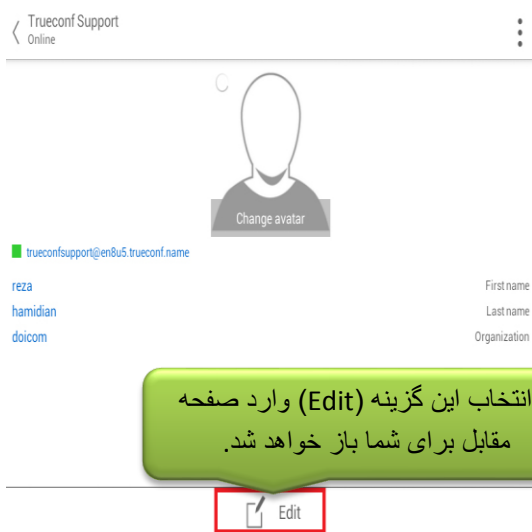 Trueconf Support
Online
Change avatar
trueconfsupport@en8u5.trueconf.name
reza First name
hamidian Last name
doicom Organization
انتخاب این گزینه (Edit) وارد صفحه
مقابل برای شما باز خواهد شد.
Edit